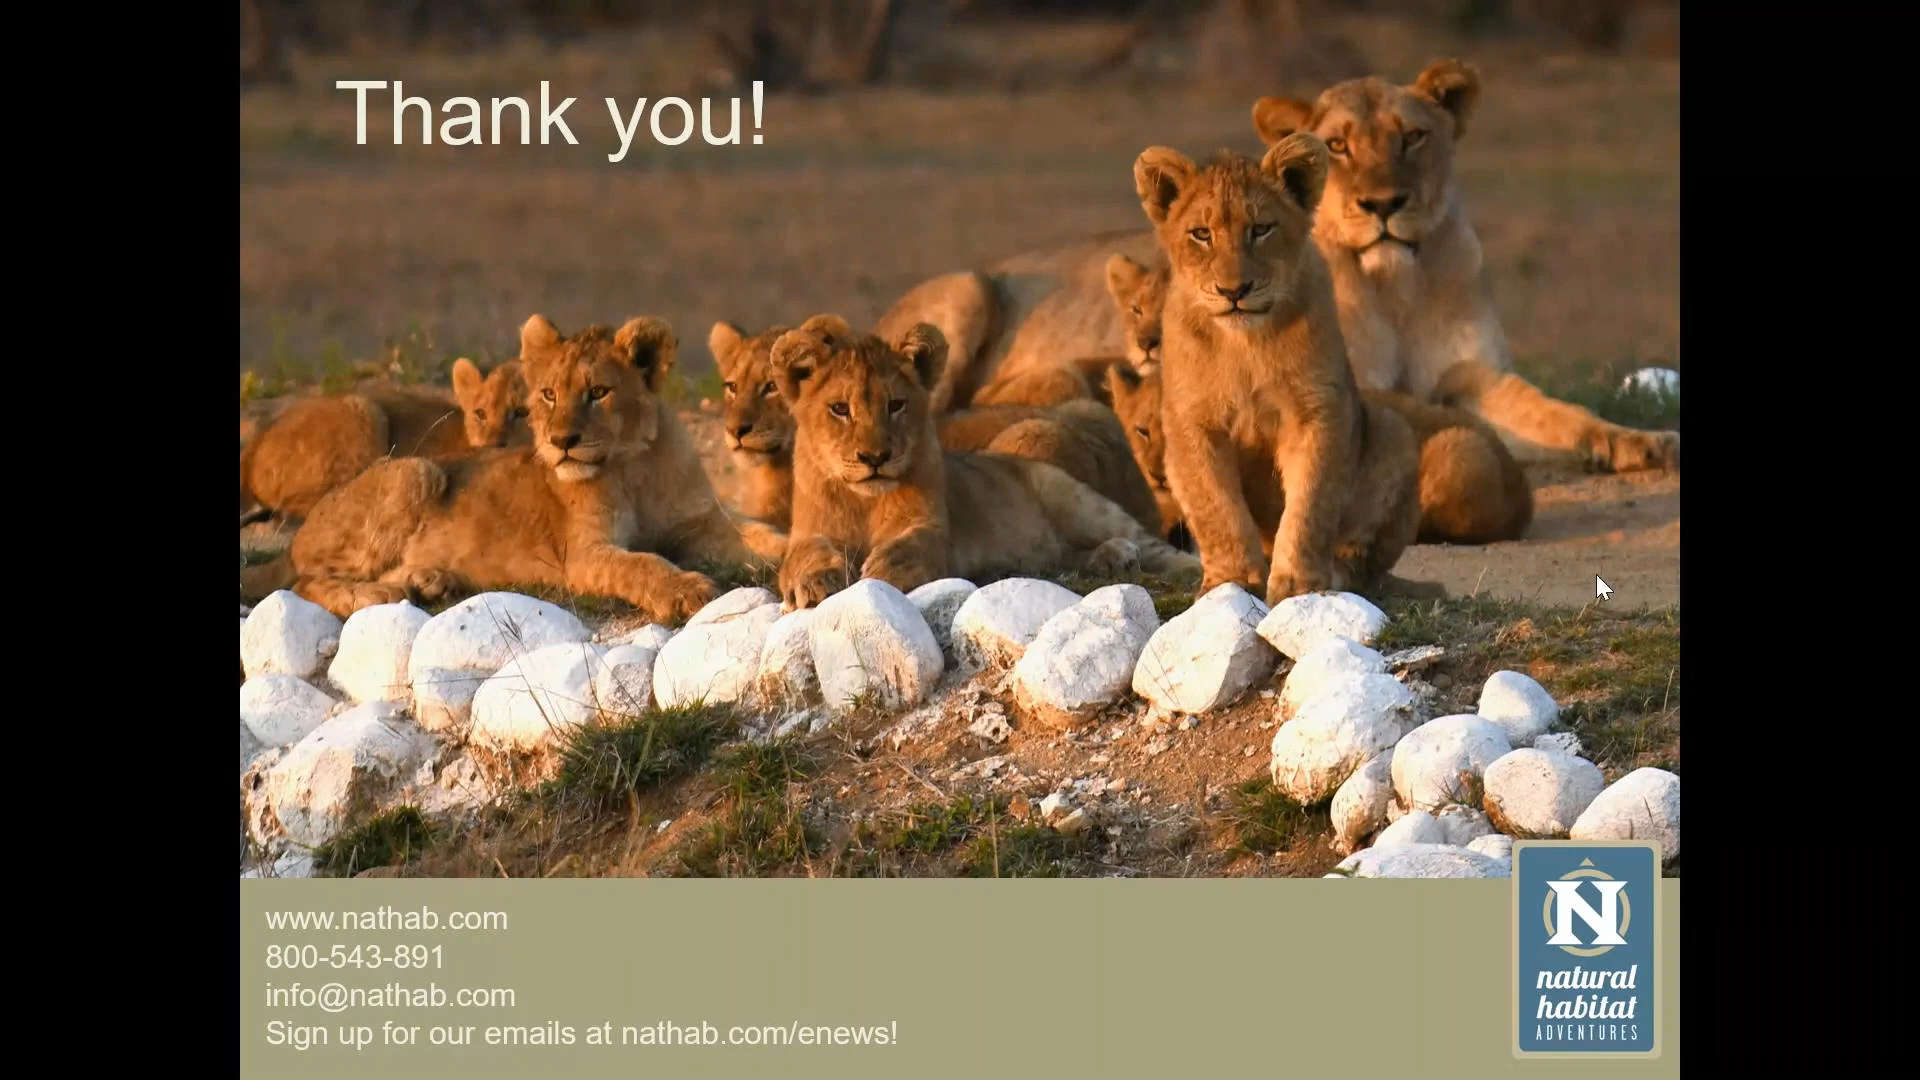 Thank you!
www.nathab.com
800-543-891
info@nathab.com
Sign up for our emails at nathab.com/enews!
N
natural
habitat
ADVENTURES